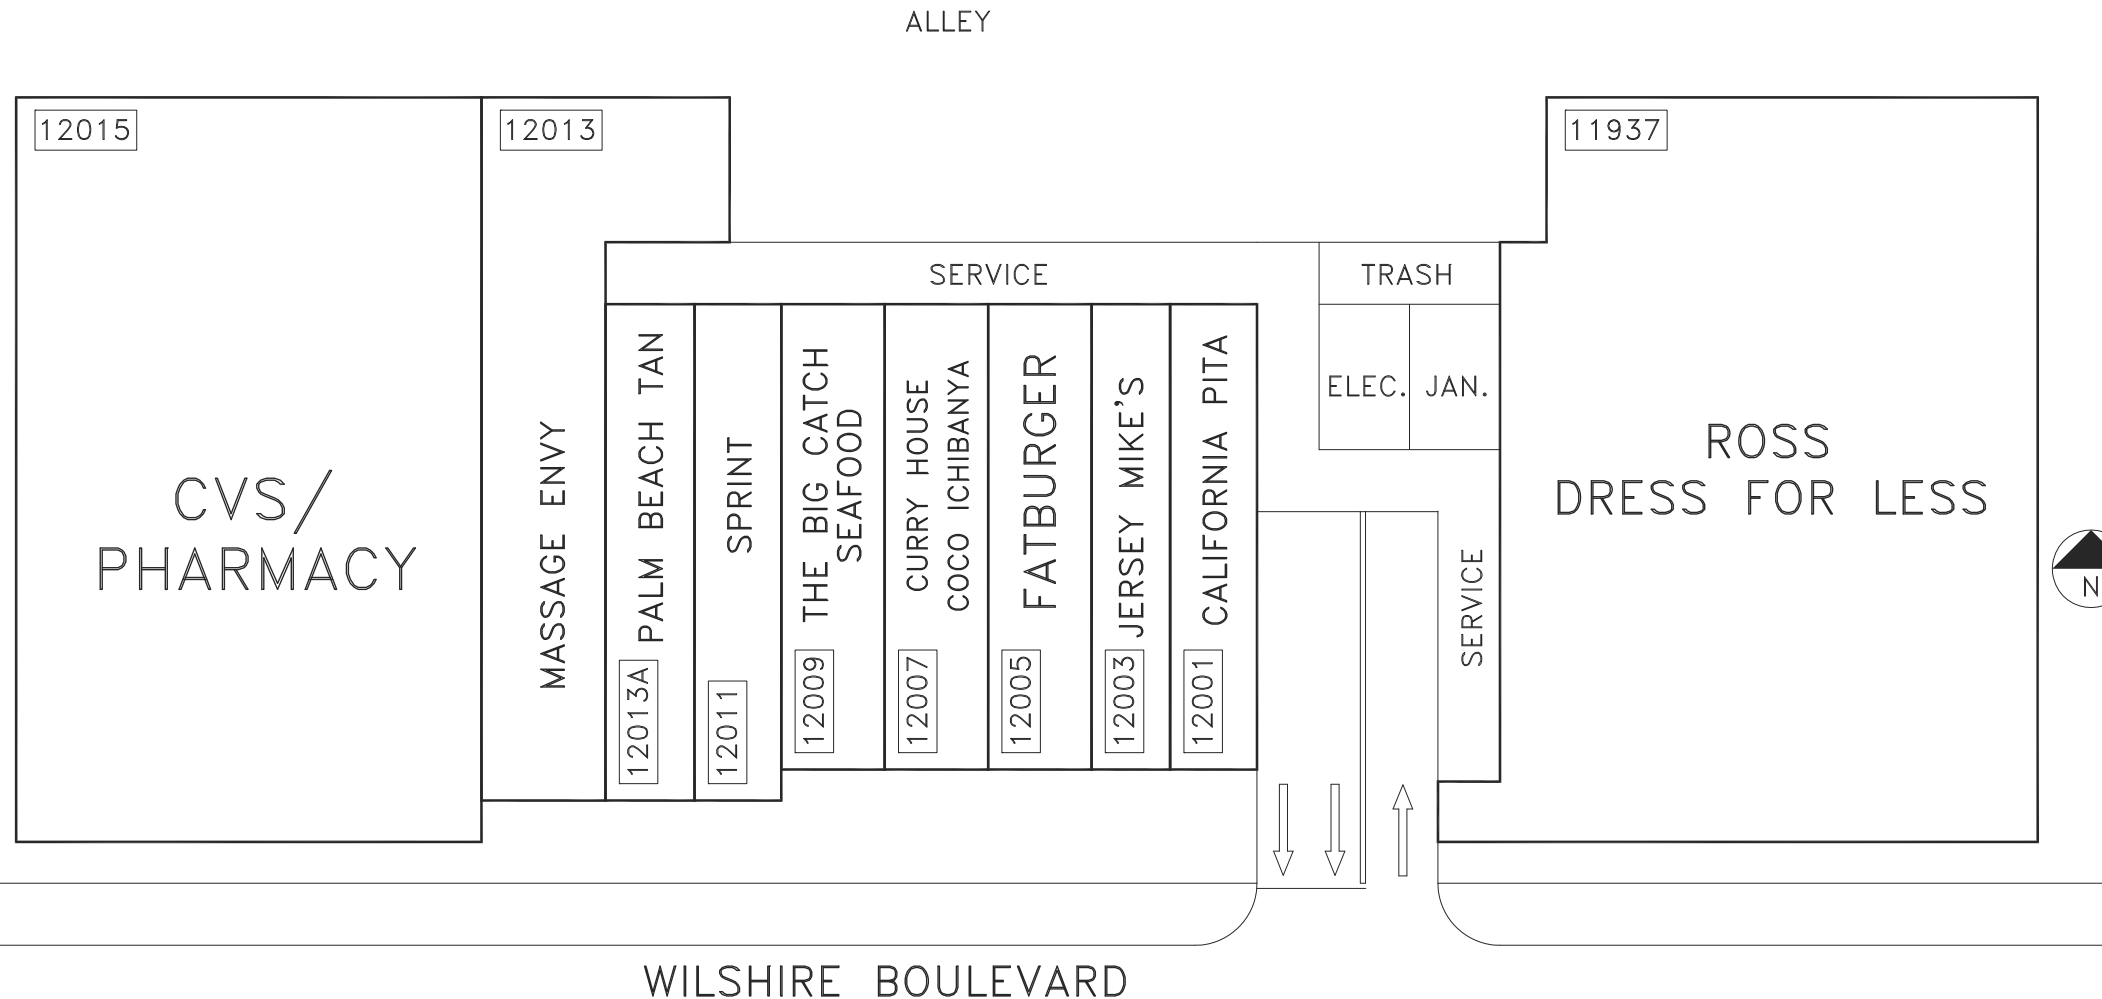 ALLEY
12015
12013
11937
SERVICE
TRASH
ELEC.
JAN.
CVS/
PHARMACY
MASSAGE ENVY
12013A
PALM BEACH TAN
12011
SPRINT
12009
THE BIG CATCH
SEAFOOD
12007
CURRY HOUSE
COCO ICHIBANYA
12005
FATBURGER
12003
JERSEY MIKE'S
12001
CALIFORNIA PITA
SERVICE
ROSS
DRESS FOR LESS
N
WILSHIRE BOULEVARD